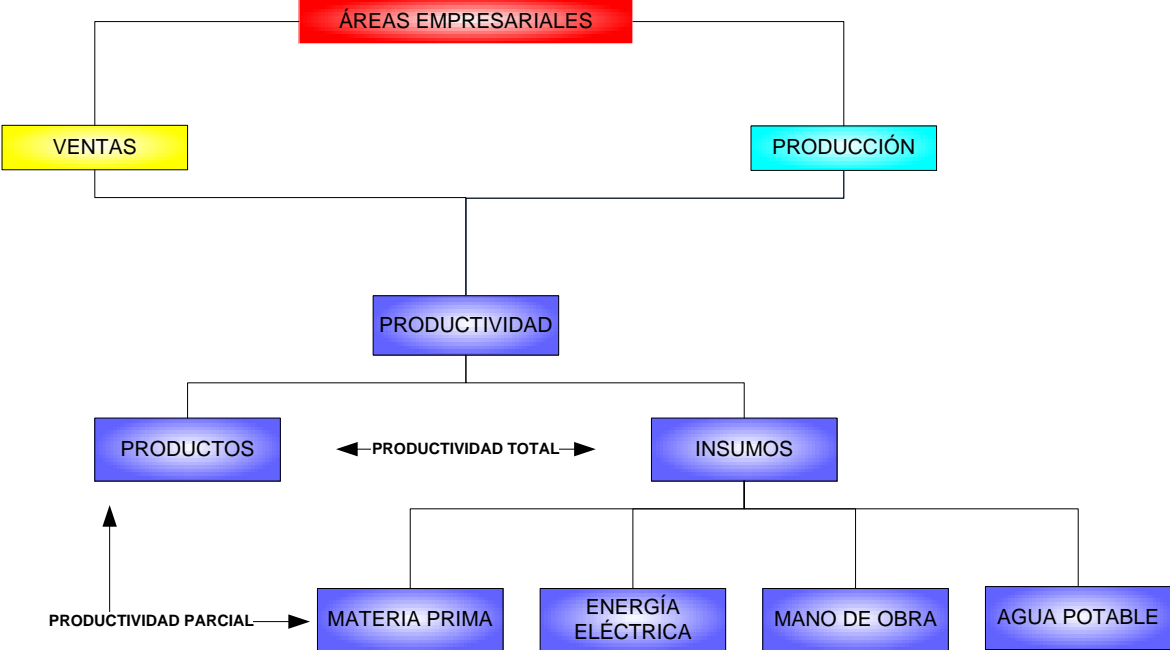 ÁREAS EMPRESARIALES
VENTAS
PRODUCCIÓN
PRODUCTIVIDAD
PRODUCTOS
PRODUCTIVIDAD TOTAL
INSUMOS
PRODUCTIVIDAD PARCIAL
MATERIA PRIMA
ENERGÍA
ELÉCTRICA
MANO DE OBRA
AGUA POTABLE